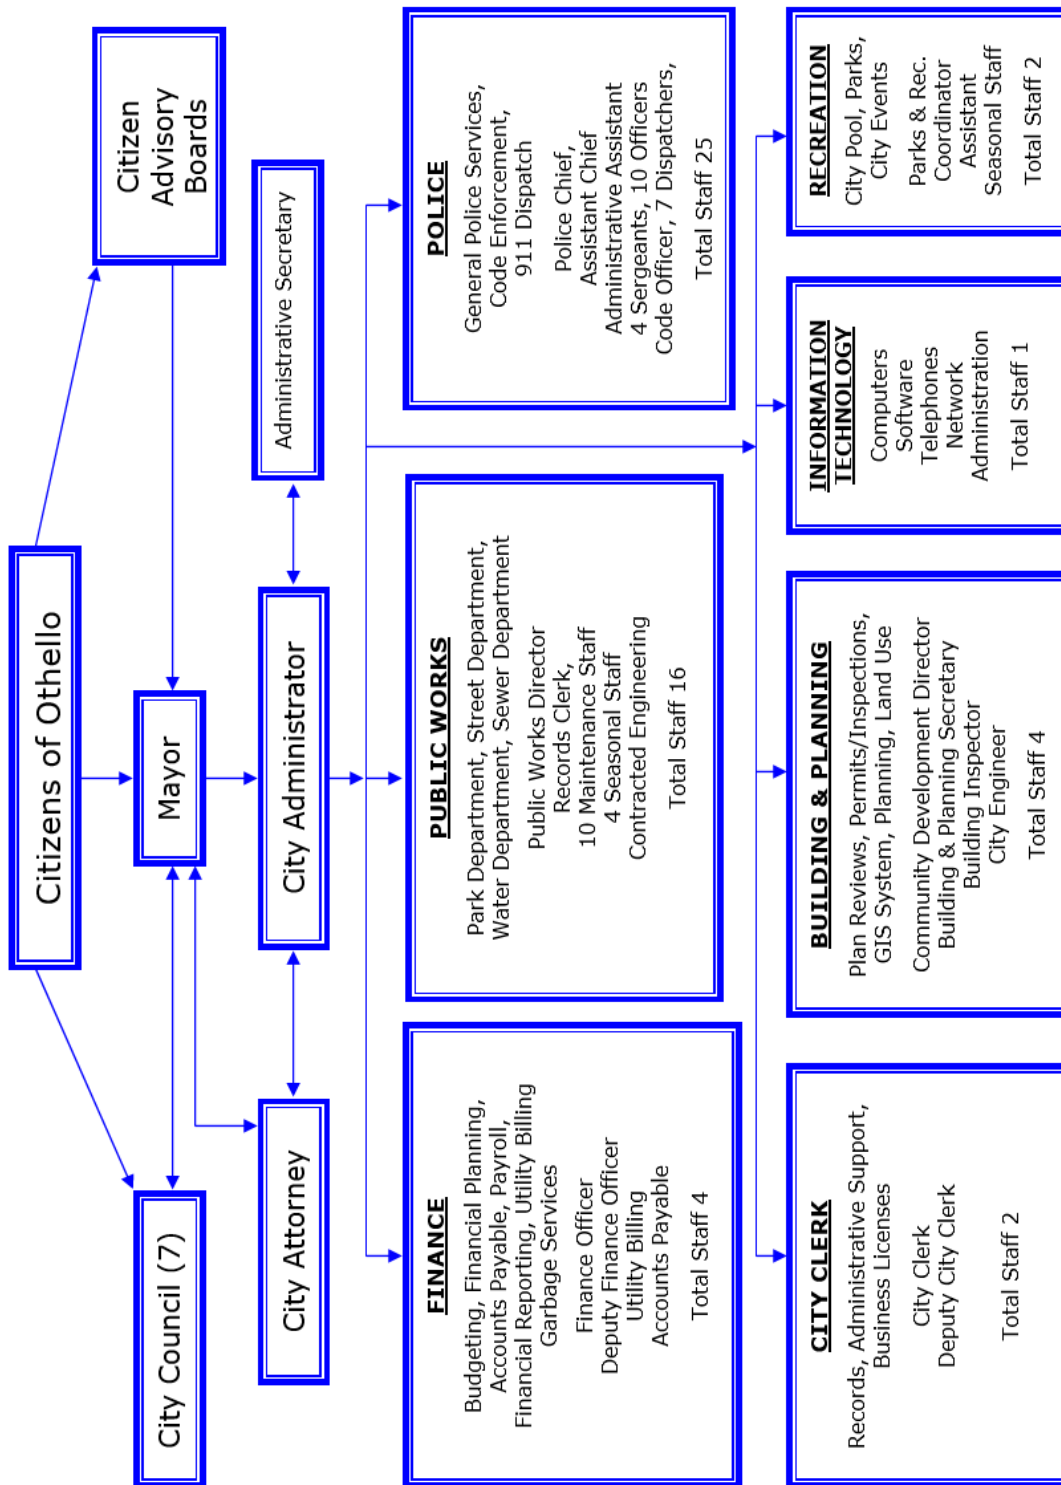 Citizens of Othello
Citizen
Advisory
Boards
City Council (7)
Mayor
City Attorney
City Administrator
Administrative Secretary
FINANCE
Budgeting, Financial Planning,
Accounts Payable, Payroll,
Financial Reporting, Utility Billing
Garbage Services
Finance Officer
Deputy Finance Officer
Utility Billing
Accounts Payable
Total Staff 4
PUBLIC WORKS
Park Department, Street Department,
Water Department, Sewer Department
Public Works Director
Records Clerk,
10 Maintenance Staff
4 Seasonal Staff
Contracted Engineering
Total Staff 16
POLICE
General Police Services,
Code Enforcement,
911 Dispatch
Police Chief,
Assistant Chief
Administrative Assistant
4 Sergeants, 10 Officers
Code Officer, 7 Dispatchers,
Total Staff 25
CITY CLERK
Records, Administrative Support,
Business Licenses
City Clerk
Deputy City Clerk
Total Staff 2
BUILDING & PLANNING
Plan Reviews, Permits/Inspections,
GIS System, Planning, Land Use
Community Development Director
Building & Planning Secretary
Building Inspector
City Engineer
Total Staff 4
INFORMATION
TECHNOLOGY
Computers
Software
Telephones
Network
Administration
Total Staff 1
RECREATION
City Pool, Parks,
City Events
Parks & Rec.
Coordinator
Assistant
Seasonal Staff
Total Staff 2